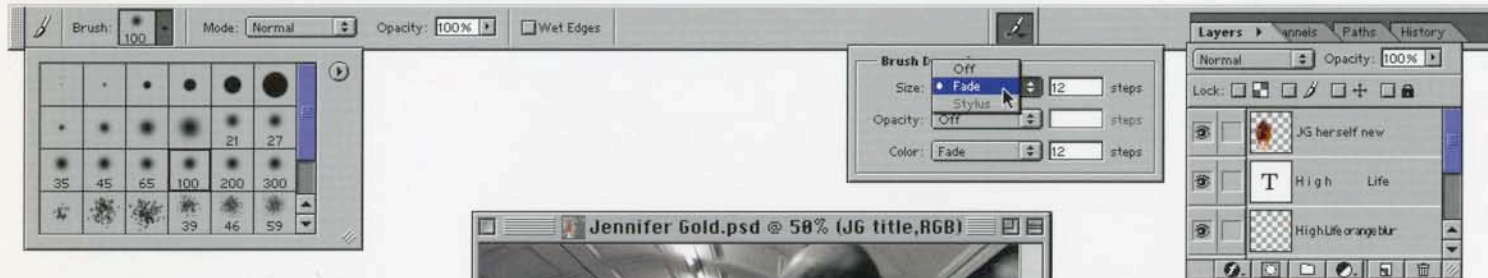 Brush: 100 Mode: Normal Opacity: 100% Wet Edges
21 27
35 45 65 100 200 300
39 46 59
Brush D
Off
Size: Fade 12 steps
Stylus
Opacity: Off steps
Color: Fade 12 steps
Jennifer Gold.psd @ 50% (JG title,RGB)
Layers annels Paths History
Normal Opacity: 100%
Lock:
JG herself new
T High Life
HighLife orange blur